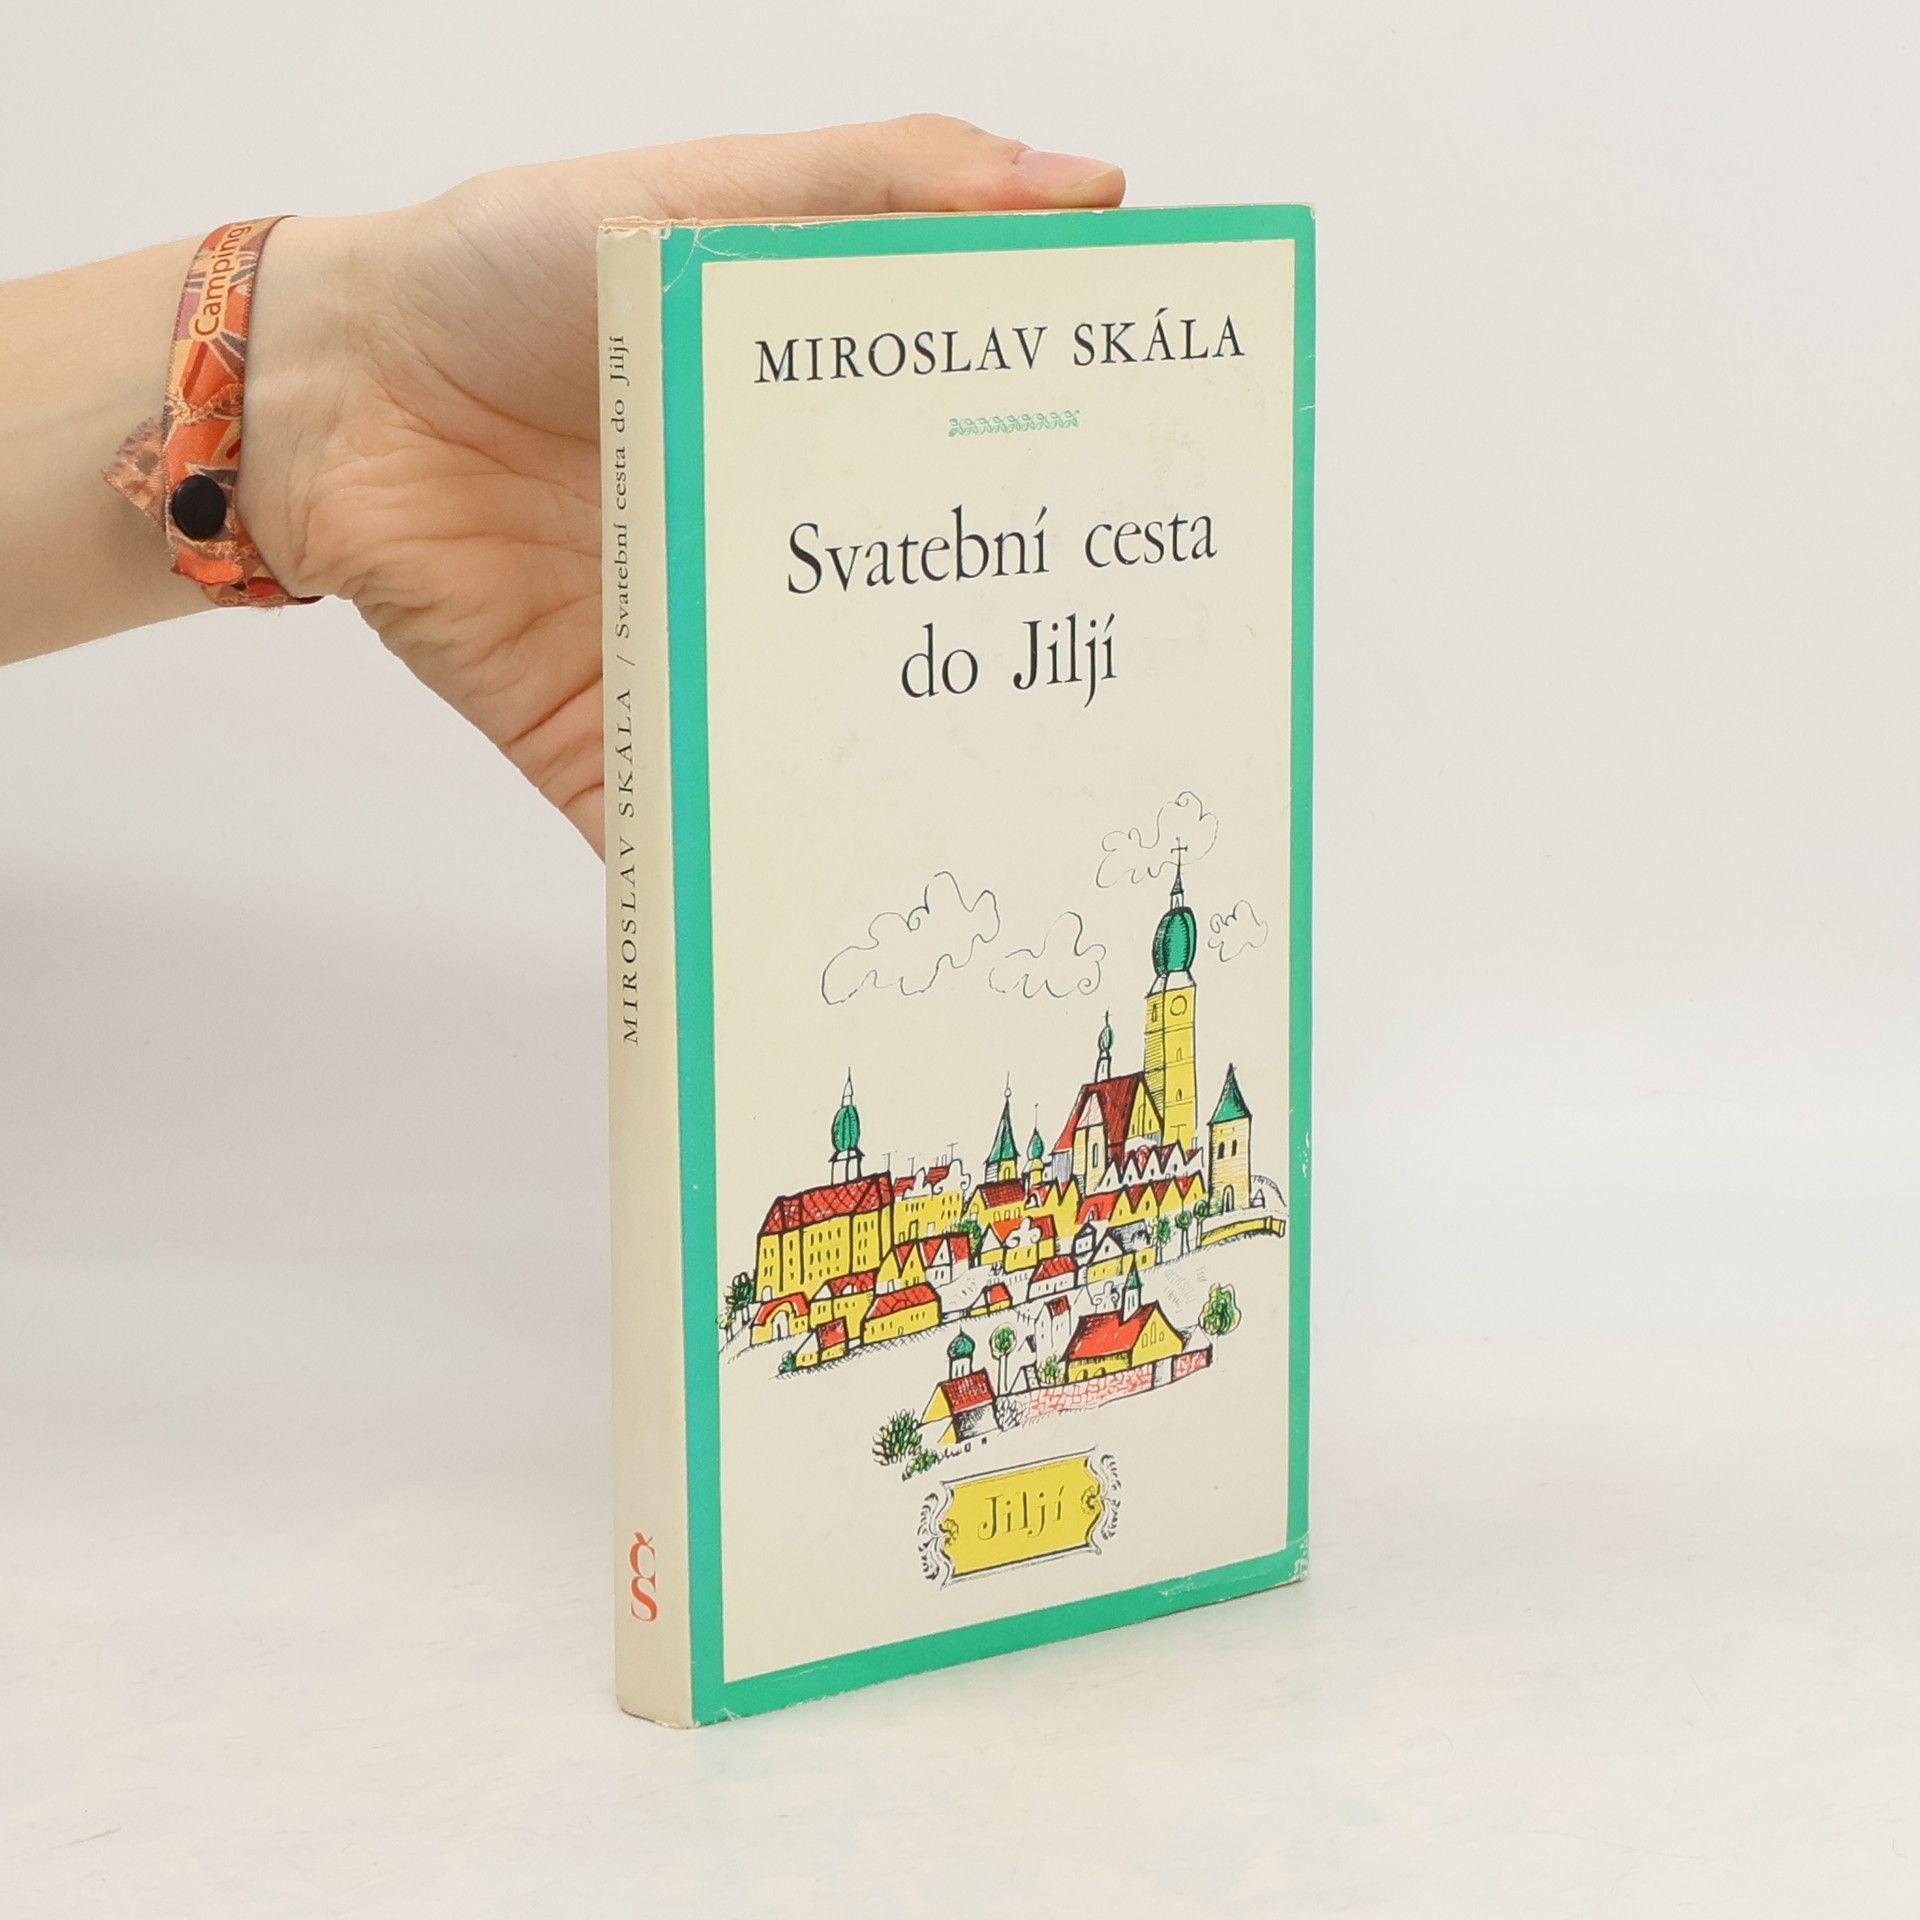 Camping
MIROSLAV SKÁLA / Svatební cesta do Jiljí
ČS
MIROSLAV SKÁLA
Svatební cesta
do Jiljí
Jiljí